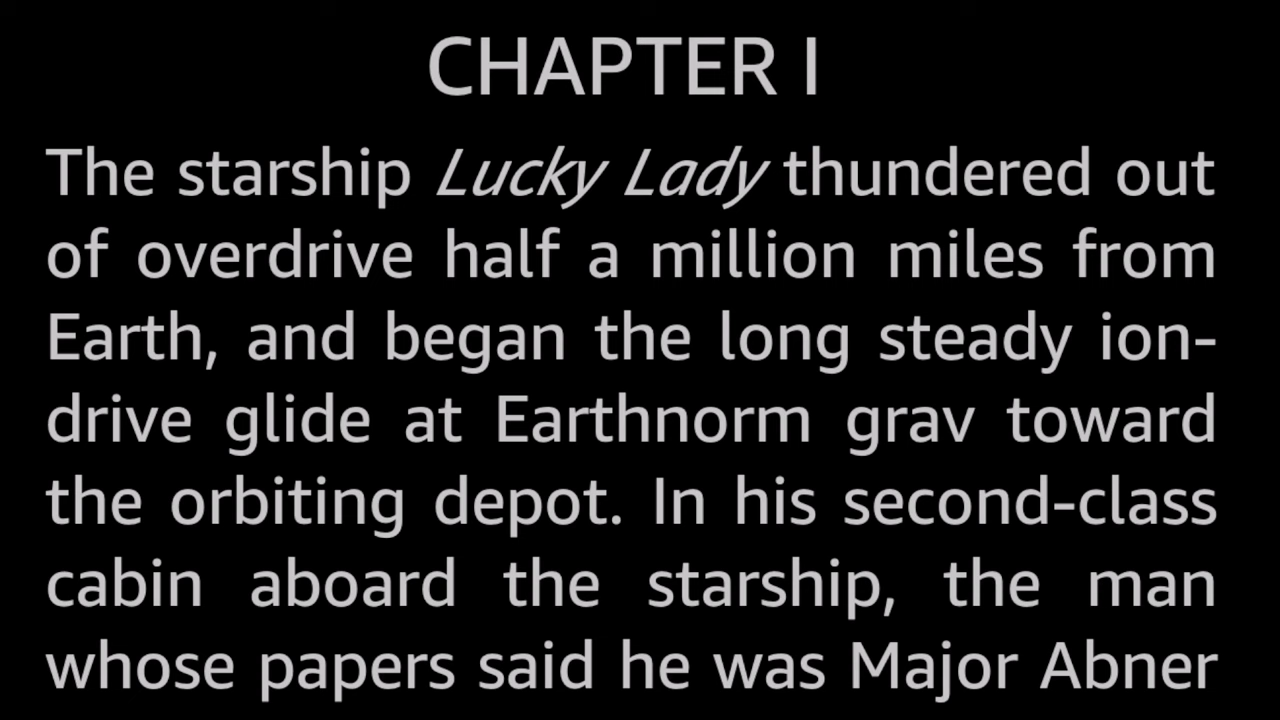 CHAPTER I
The starship Lucky Lady thundered out
of overdrive half a million miles from
Earth, and began the long steady ion-
drive glide at Earthnorm grav toward
the orbiting depot. In his second-class
cabin aboard the starship, the man
whose papers said he was Major Abner